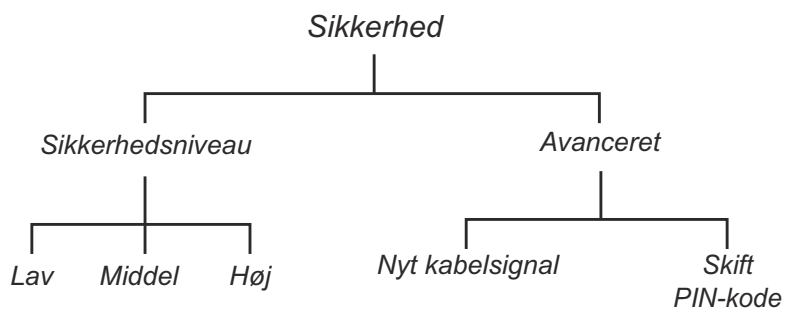 Sikkerhed
Sikkerhedsniveau
Avanceret
Lav
Middel
Høj
Nyt kabelsignal
Skift
PIN-kode